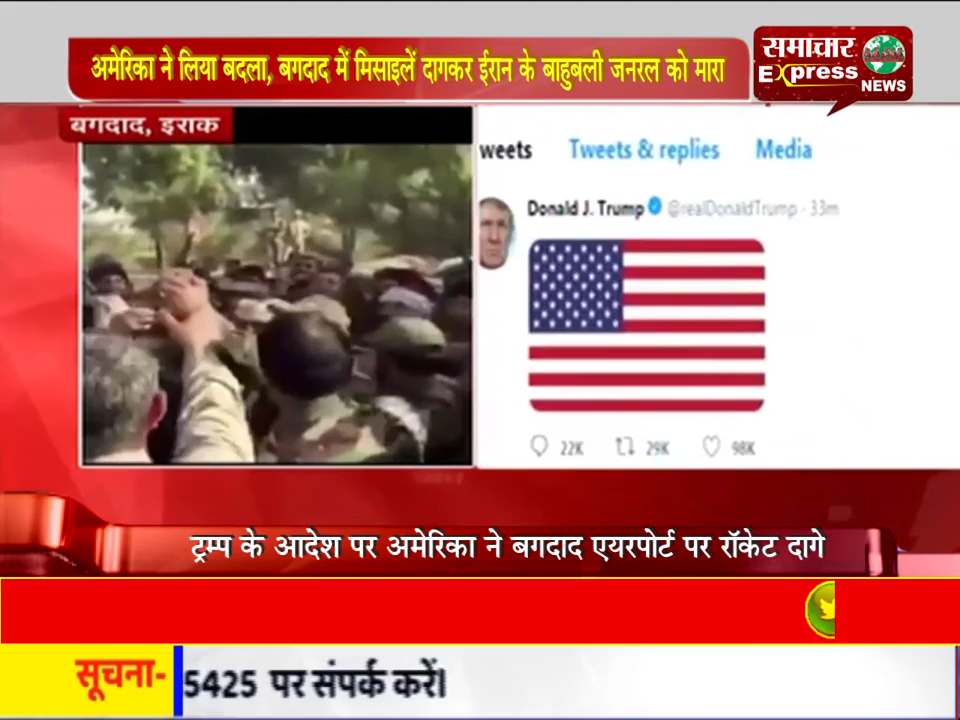 अमेरिका ने लिया बदला, बगदाद में मिसाइलें दागकर ईरान के बाहुबली जनरल को मारा
समाचार
Express
NEWS
बगदाद, इराक
weets Tweets & replies Media
Donald J. Trump @realDonaldTrump · 33m
22K 29K 98K
ट्रम्प के आदेश पर अमेरिका ने बगदाद एयरपोर्ट पर रॉकेट दागे
सूचना- 5425 पर संपर्क करें।